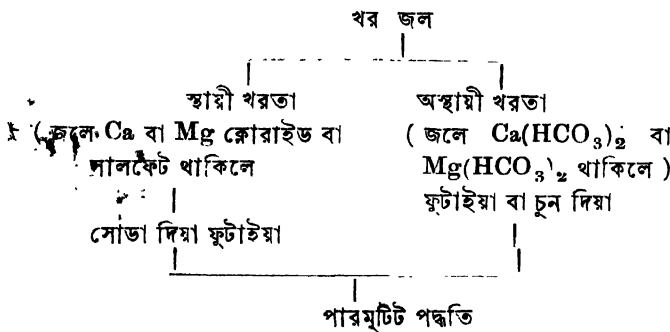 খর জল
স্থায়ী খরতা
( জলে Ca বা Mg ক্লোরাইড বা
সালফেট থাকিলে
সোডা দিয়া ফুটাইয়া
অস্থায়ী খরতা
( জলে Ca(HCO₃)₂ বা
Mg(HCO₃)₂ থাকিলে )
ফুটাইয়া বা চুন দিয়া
পারমুটিট পদ্ধতি